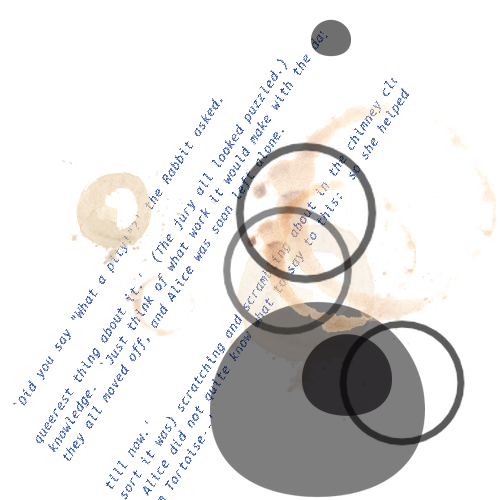 `Did you say "What a pity!"?' the Rabbit asked.
queerest thing about it.' (The jury all looked puzzled.)
knowledge. `Just think of what work it would make with the da
they all moved off, and Alice was soon left alone.
till now.'
sort it was) scratching and scrambling about in the chimney clo
Alice did not quite know what to say to this: so she helped
Tortoise.